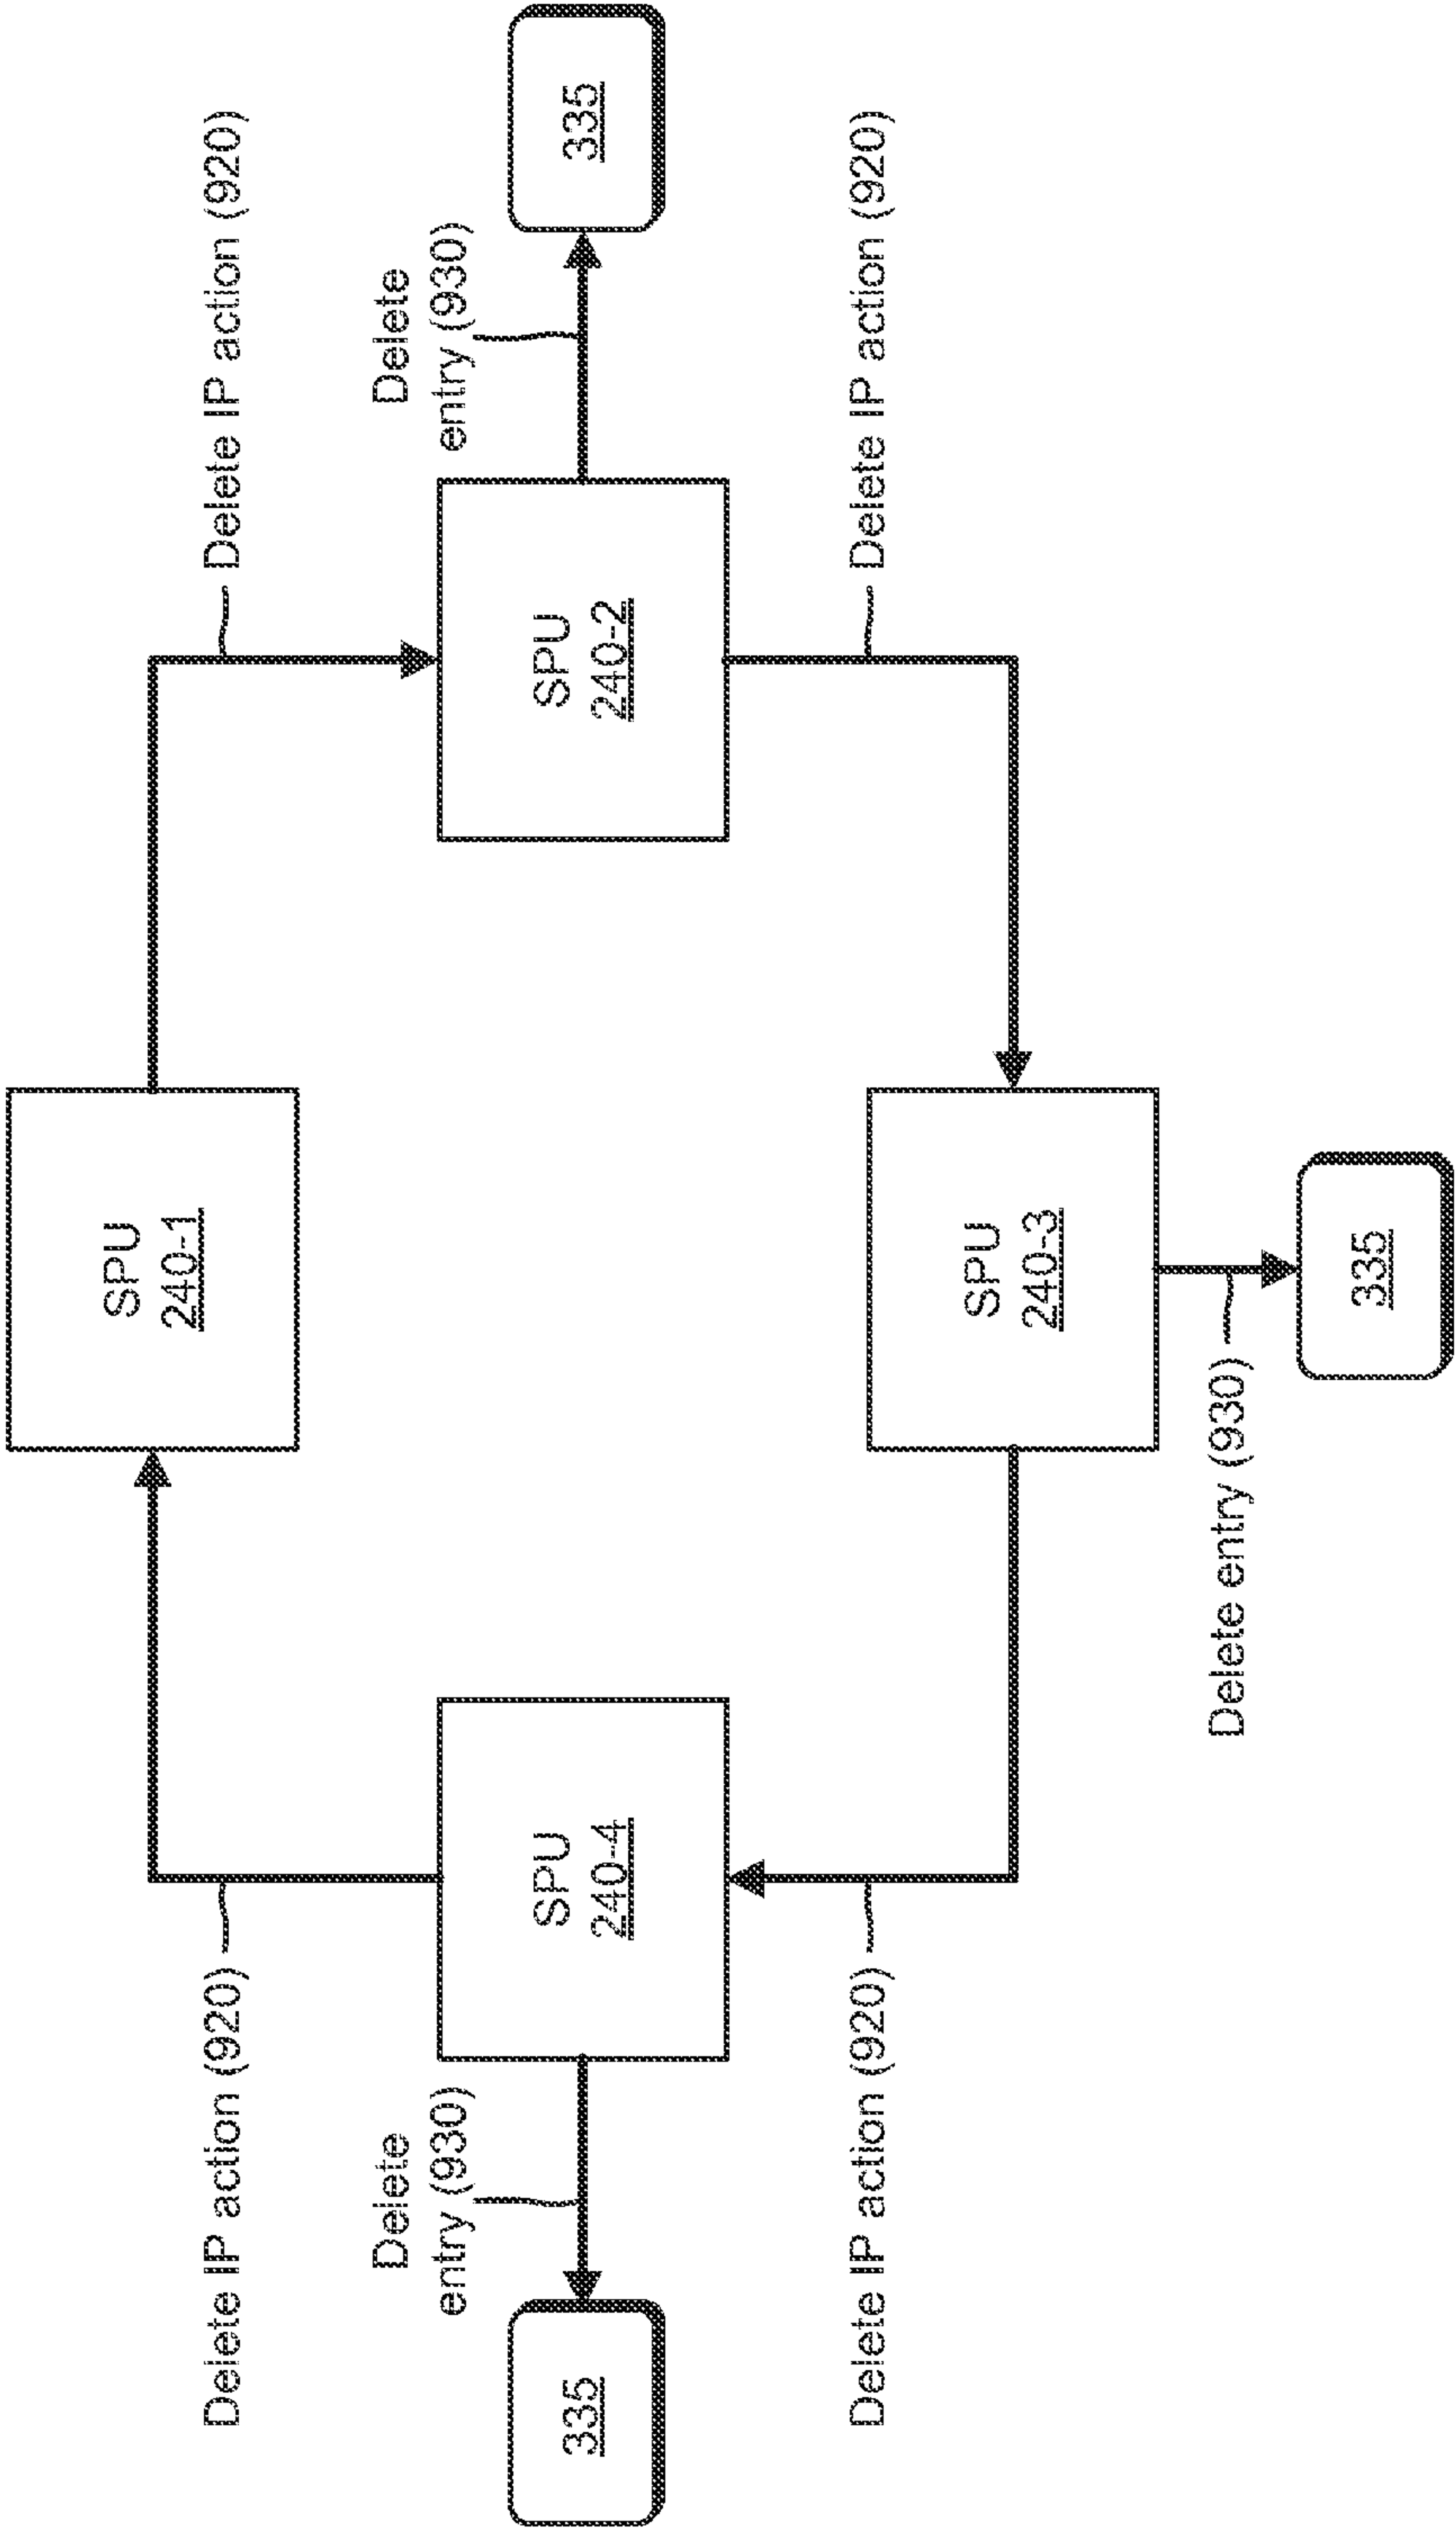 SPU
240-1
Delete IP action (920)
Delete IP action (920)
Delete
entry (930)
Delete
entry (930)
335
SPU
240-4
SPU
240-2
335
Delete IP action (920)
Delete IP action (920)
SPU
240-3
Delete entry (930)
335